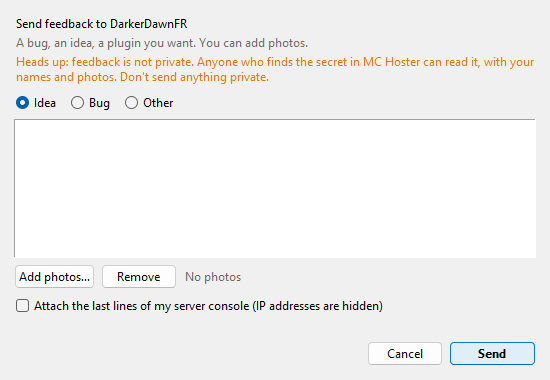 Send feedback to DarkerDawnFR
A bug, an idea, a plugin you want. You can add photos.
Heads up: feedback is not private. Anyone who finds the secret in MC Hoster can read it, with your
names and photos. Don't send anything private.
Idea Bug Other
Add photos... Remove No photos
Attach the last lines of my server console (IP addresses are hidden)
Cancel Send